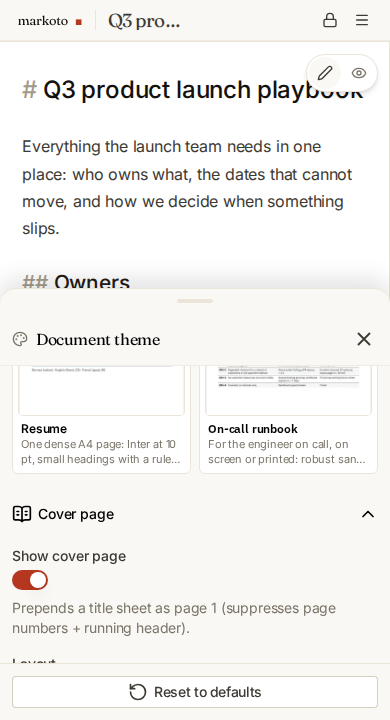 markoto
Q3 pro...
# Q3 product launch playbook
Everything the launch team needs in one
place: who owns what, the dates that cannot
move, and how we decide when something
slips.
## Owners
Document theme
Resume
One dense A4 page: Inter at 10
pt, small headings with a rule...
On-call runbook
For the engineer on call, on
screen or printed: robust san...
Cover page
Show cover page
Prepends a title sheet as page 1 (suppresses page
numbers + running header).
Layout
Reset to defaults